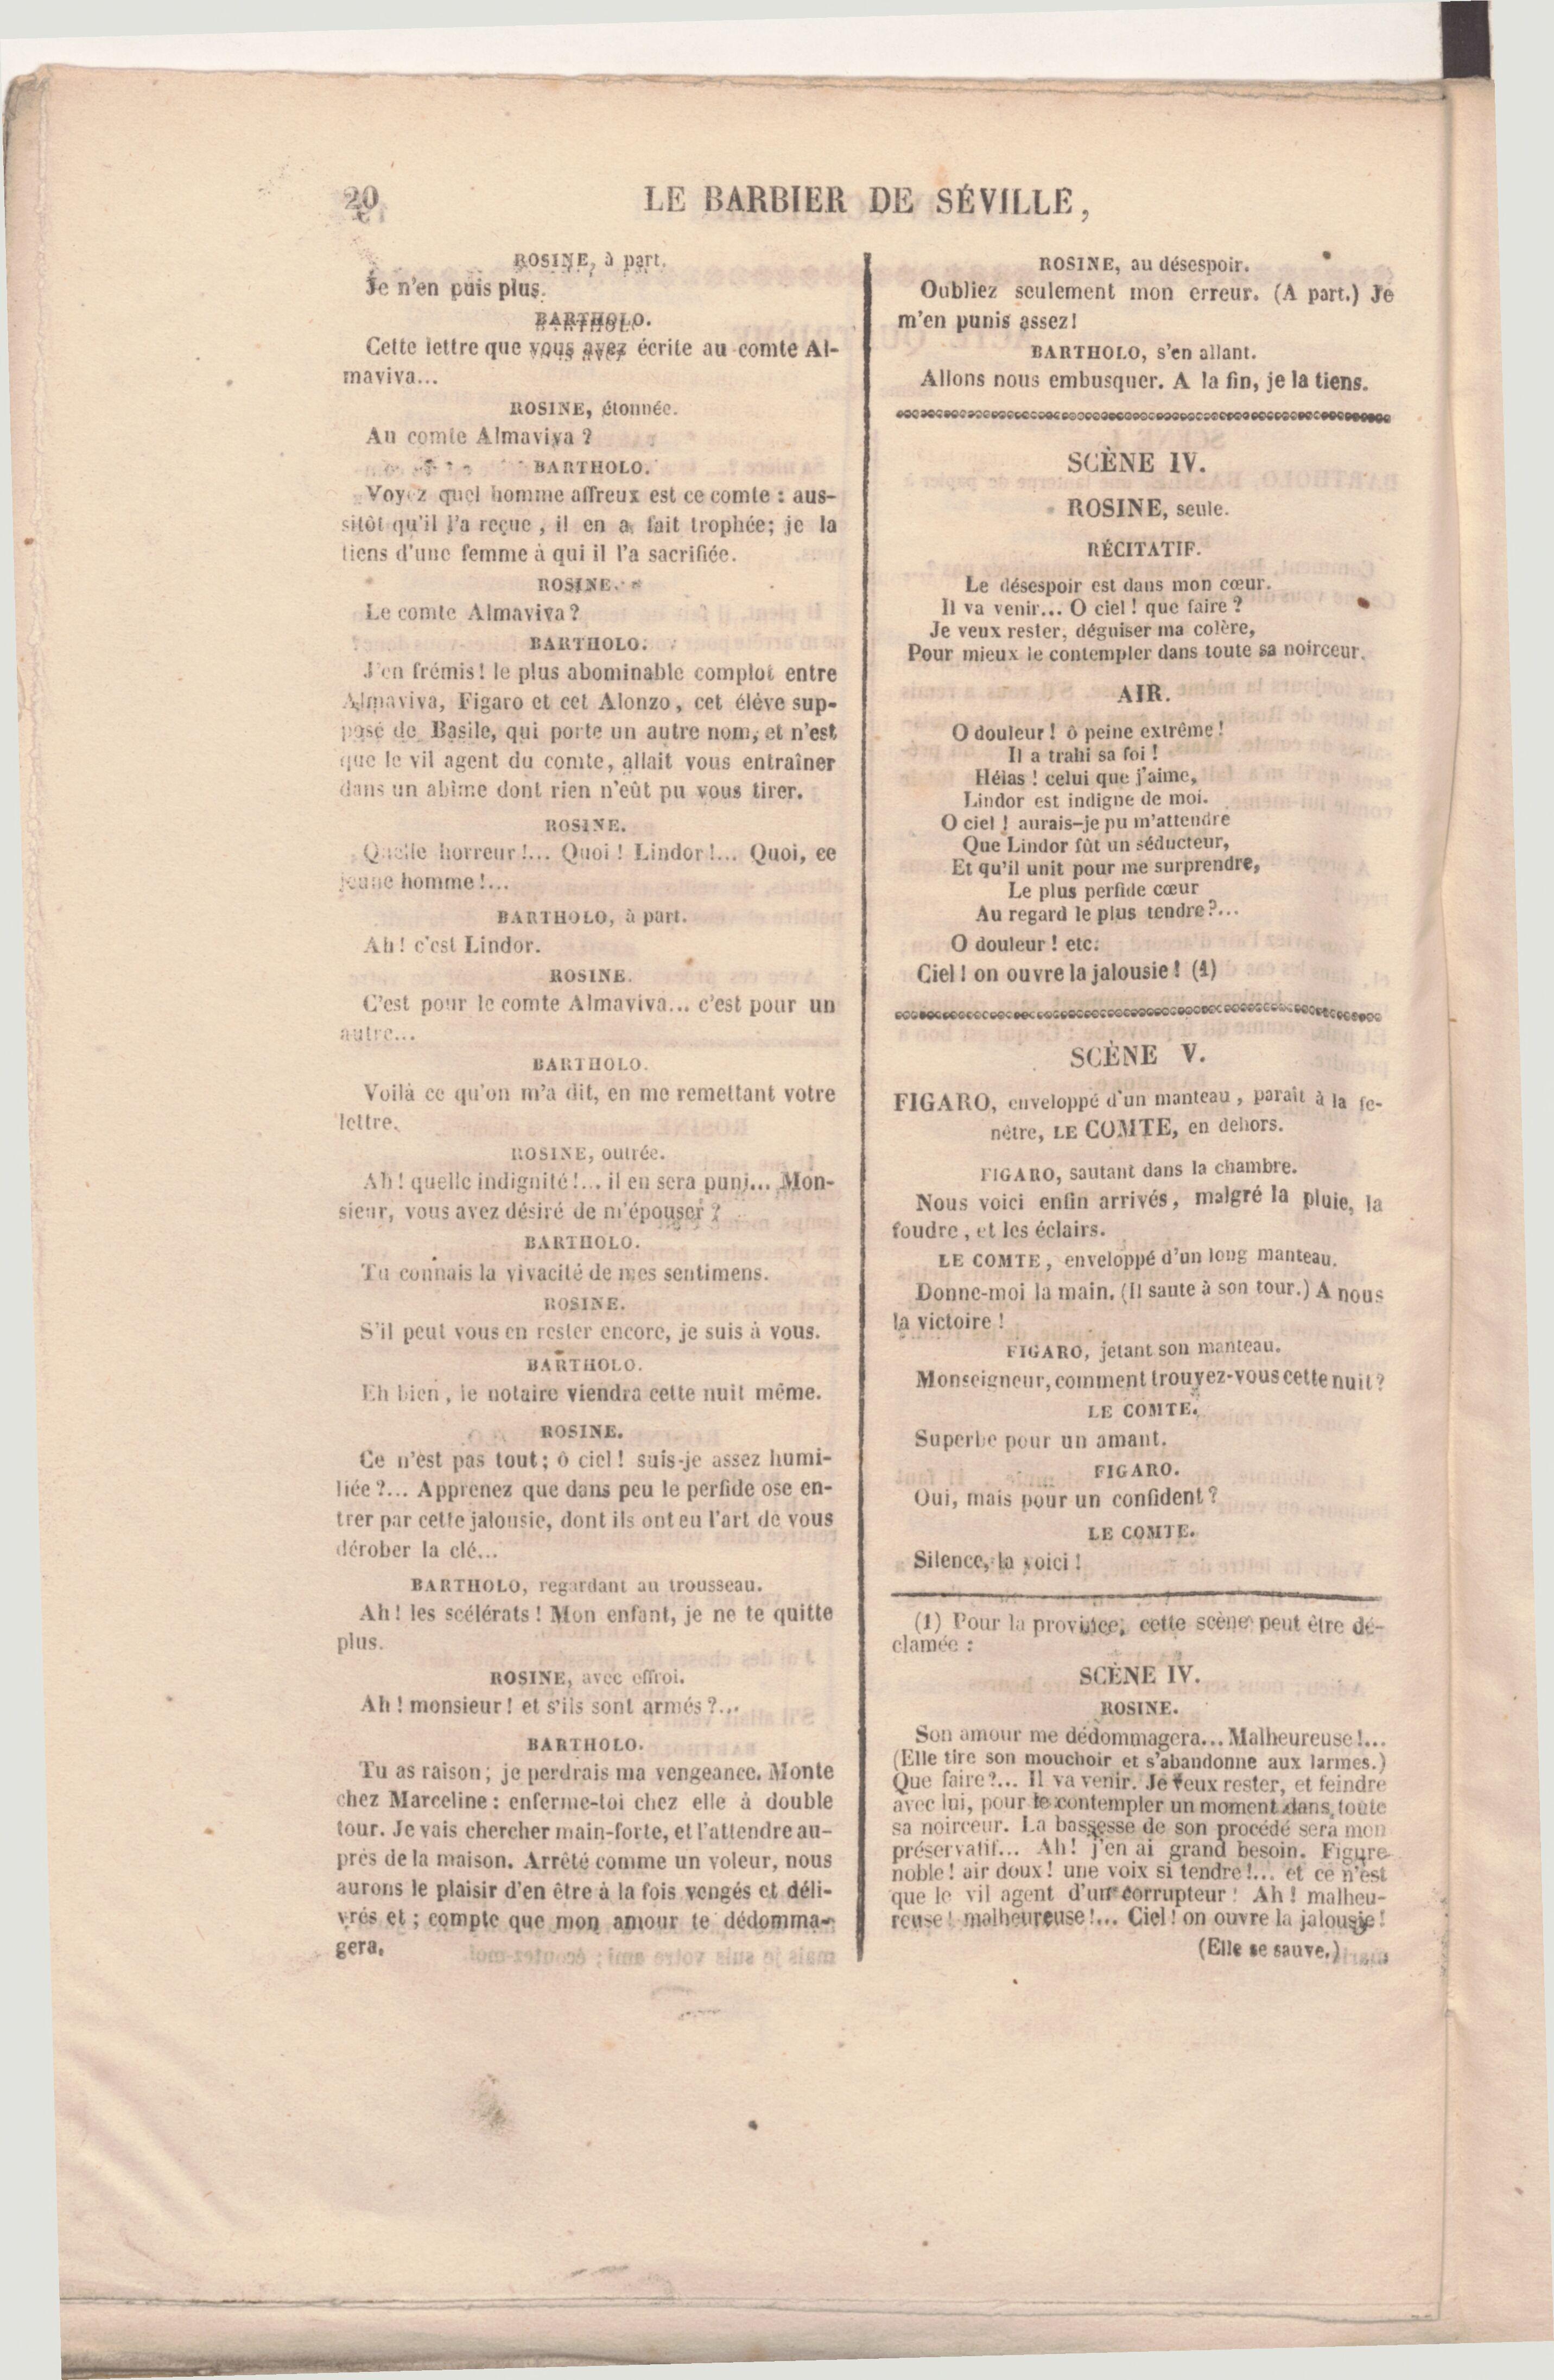 20
LE BARBIER DE SÉVILLE,
ROSINE, à part.
Je n'en puis plus.
BARTHOLO.
Cette lettre que vous avez écrite au comte Al-
maviva...
ROSINE, étonnée.
Au comte Almaviva ?
BARTHOLO.
Voyez quel homme affreux est ce comte : aus-
sitôt qu'il l'a reçue, il en a fait trophée; je la
tiens d'une femme à qui il l'a sacrifiée.
ROSINE.
Le comte Almaviva ?
BARTHOLO.
J'en frémis! le plus abominable complot entre
Almaviva, Figaro et cet Alonzo, cet élève sup-
posé de Basile, qui porte un autre nom, et n'est
que le vil agent du comte, allait vous entraîner
dans un abîme dont rien n'eût pu vous tirer.
ROSINE.
Quelle horreur!... Quoi ! Lindor!... Quoi, ce
jeune homme!...
BARTHOLO, à part.
Ah! c'est Lindor.
ROSINE.
C'est pour le comte Almaviva... c'est pour un
autre...
BARTHOLO.
Voilà ce qu'on m'a dit, en me remettant votre
lettre.
ROSINE, outrée.
Ah! quelle indignité!... il en sera puni... Mon-
sieur, vous avez désiré de m'épouser ?
BARTHOLO.
Tu connais la vivacité de mes sentimens.
ROSINE.
S'il peut vous en rester encore, je suis à vous.
BARTHOLO.
Eh bien, le notaire viendra cette nuit même.
ROSINE.
Ce n'est pas tout; ô ciel! suis-je assez humi-
liée ?... Apprenez que dans peu le perfide ose en-
trer par cette jalousie, dont ils ont eu l'art de vous
dérober la clé...
BARTHOLO, regardant au trousseau.
Ah! les scélérats! Mon enfant, je ne te quitte
plus.
ROSINE, avec effroi.
Ah! monsieur! et s'ils sont armés ?...
BARTHOLO.
Tu as raison; je perdrais ma vengeance. Monte
chez Marceline : enferme-toi chez elle à double
tour. Je vais chercher main-forte, et l'attendre au-
près de la maison. Arrêté comme un voleur, nous
aurons le plaisir d'en être à la fois vengés et déli-
vrés et ; compte que mon amour te dédomma-
gera.
ROSINE, au désespoir.
Oubliez seulement mon erreur. (A part.) Je
m'en punis assez!
BARTHOLO, s'en allant.
Allons nous embusquer. A la fin, je la tiens.
SCÈNE IV.
ROSINE, seule.
RÉCITATIF.
Le désespoir est dans mon cœur.
Il va venir... O ciel ! que faire ?
Je veux rester, déguiser ma colère,
Pour mieux le contempler dans toute sa noirceur.
AIR.
O douleur ! ô peine extrême !
Il a trahi sa foi !
Hélas ! celui que j'aime,
Lindor est indigne de moi.
O ciel ! aurais-je pu m'attendre
Que Lindor fût un séducteur,
Et qu'il unit pour me surprendre,
Le plus perfide cœur
Au regard le plus tendre ?...
O douleur ! etc.
Ciel ! on ouvre la jalousie ! (1)
SCÈNE V.
FIGARO, enveloppé d'un manteau, paraît à la fe-
nêtre, LE COMTE, en dehors.
FIGARO, sautant dans la chambre.
Nous voici enfin arrivés, malgré la pluie, la
foudre, et les éclairs.
LE COMTE, enveloppé d'un long manteau.
Donne-moi la main. (Il saute à son tour.) A nous
la victoire !
FIGARO, jetant son manteau.
Monseigneur, comment trouvez-vous cette nuit ?
LE COMTE.
Superbe pour un amant.
FIGARO.
Oui, mais pour un confident ?
LE COMTE.
Silence, la voici !
(1) Pour la province, cette scène peut être dé-
clamée :
SCÈNE IV.
ROSINE.
Son amour me dédommagera... Malheureuse !...
(Elle tire son mouchoir et s'abandonne aux larmes.)
Que faire ?... Il va venir. Je veux rester, et feindre
avec lui, pour le contempler un moment dans toute
sa noirceur. La bassesse de son procédé sera mon
préservatif... Ah! j'en ai grand besoin. Figure
noble ! air doux ! une voix si tendre !... et ce n'est
que le vil agent d'un corrupteur ! Ah ! malheu-
reuse ! malheureuse !... Ciel ! on ouvre la jalousie !
(Elle se sauve.)